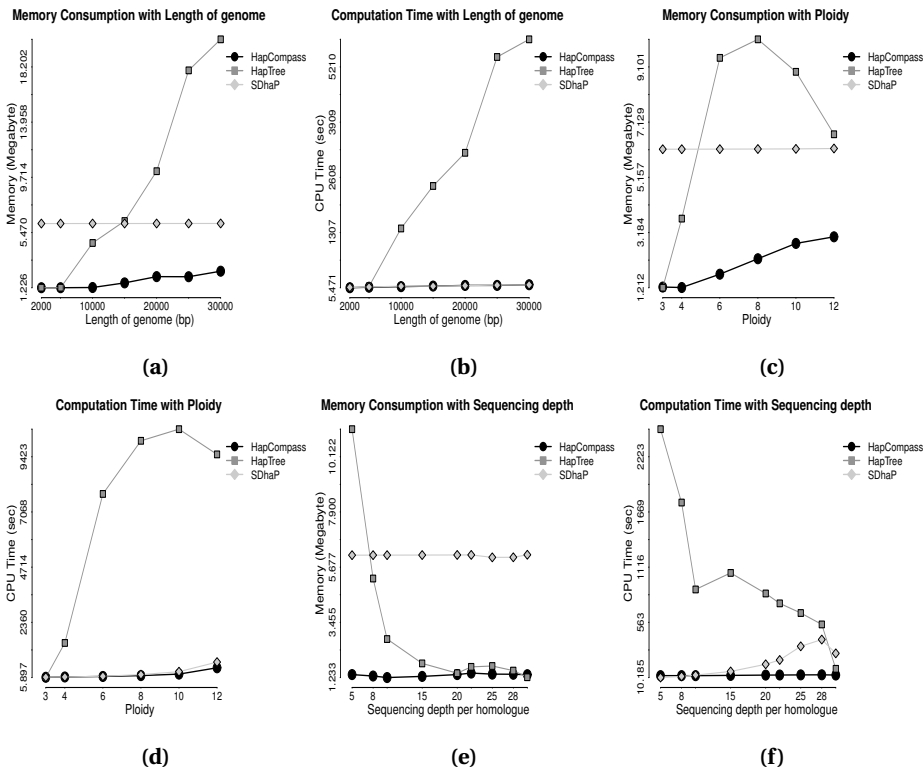 Memory Consumption with Length of genome
Memory (Megabyte)
18.202
13.958
9.714
5.470
1.226
2000
10000
20000
30000
Length of genome (bp)
HapCompass
HapTree
SDhaP
(a)
Computation Time with Length of genome
CPU Time (sec)
5210
3909
2608
1307
5.471
2000
10000
20000
30000
Length of genome (bp)
HapCompass
HapTree
SDhaP
(b)
Memory Consumption with Ploidy
Memory (Megabyte)
9.101
7.129
5.157
3.184
1.212
3
4
6
8
10
12
Ploidy
HapCompass
HapTree
SDhaP
(c)
Computation Time with Ploidy
CPU Time (sec)
9423
7068
4714
2360
5.897
3
4
6
8
10
12
Ploidy
HapCompass
HapTree
SDhaP
(d)
Memory Consumption with Sequencing depth
Memory (Megabyte)
10.122
7.900
5.677
3.455
1.233
5
8
15
20
25
28
Sequencing depth per homologue
HapCompass
HapTree
SDhaP
(e)
Computation Time with Sequencing depth
CPU Time (sec)
2223
1669
1116
563
10.185
5
8
15
20
25
28
Sequencing depth per homologue
HapCompass
HapTree
SDhaP
(f)